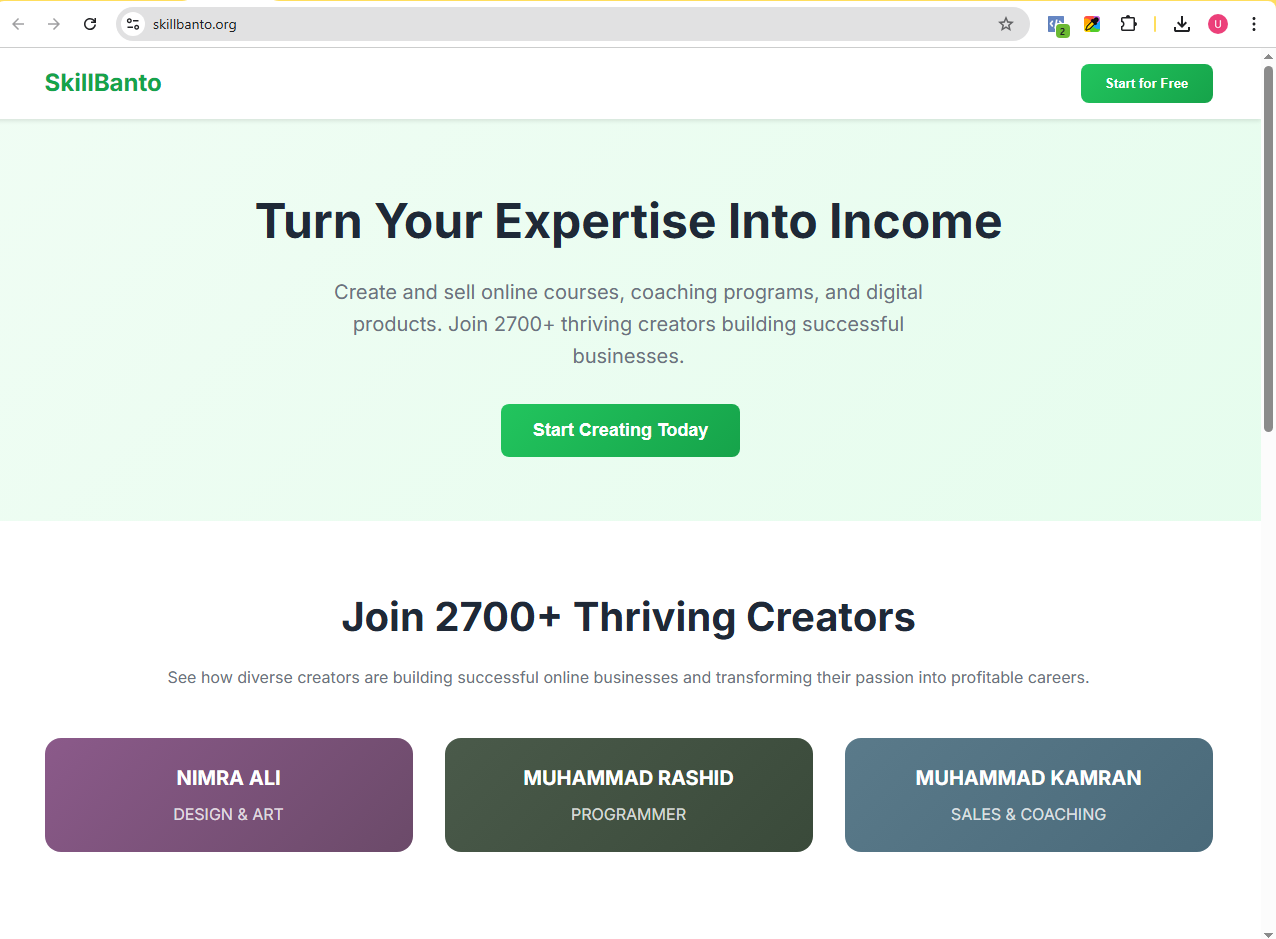 skillbanto.org
2
U
SkillBanto
Start for Free
Turn Your Expertise Into Income
Create and sell online courses, coaching programs, and digital
products. Join 2700+ thriving creators building successful
businesses.
Start Creating Today
Join 2700+ Thriving Creators
See how diverse creators are building successful online businesses and transforming their passion into profitable careers.
NIMRA ALI
DESIGN & ART
MUHAMMAD RASHID
PROGRAMMER
MUHAMMAD KAMRAN
SALES & COACHING